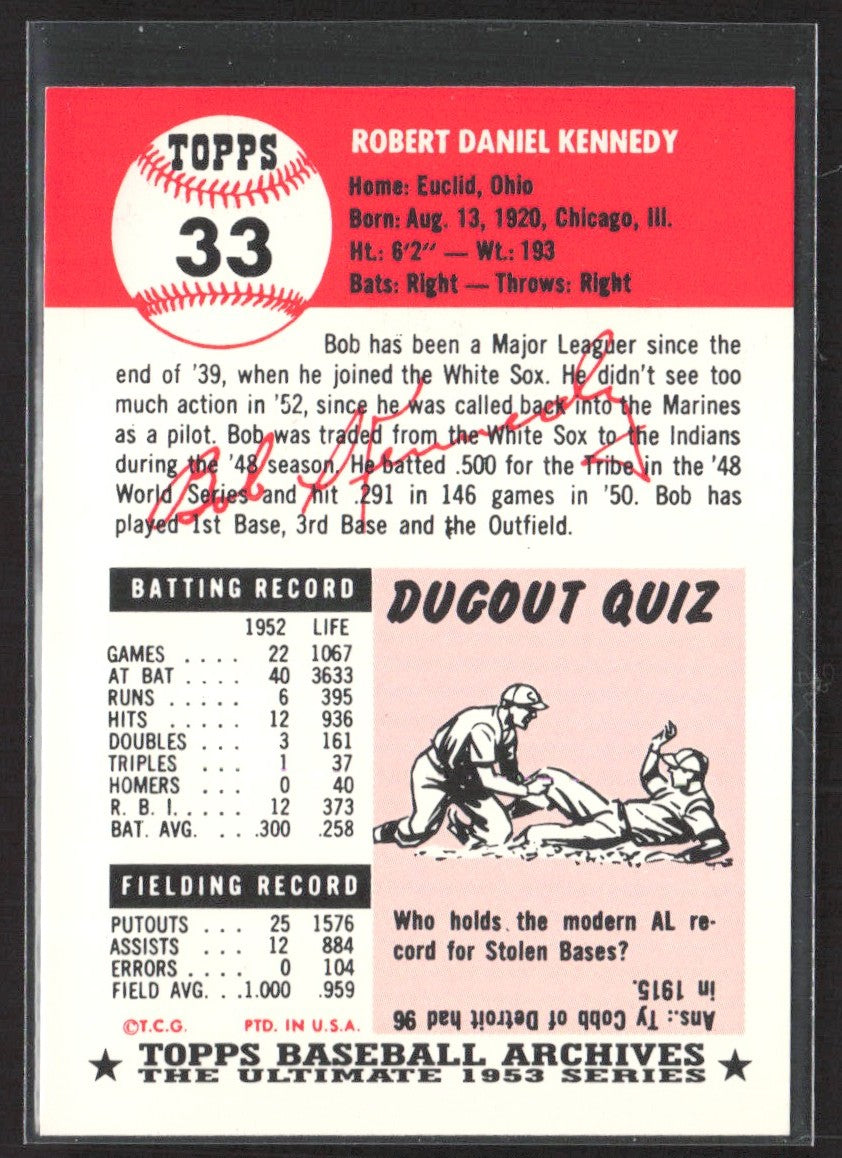 TOPPS
33
ROBERT DANIEL KENNEDY
Home: Euclid, Ohio
Born: Aug. 13, 1920, Chicago, Ill.
Ht.: 6'2" — Wt.: 193
Bats: Right — Throws: Right
Bob has been a Major Leaguer since the
end of '39, when he joined the White Sox. He didn't see too
much action in '52, since he was called back into the Marines
as a pilot. Bob was traded from the White Sox to the Indians
during the '48 season. He batted .500 for the Tribe in the '48
World Series and hit .291 in 146 games in '50. Bob has
played 1st Base, 3rd Base and the Outfield.
Bob Kennedy
BATTING RECORD
1952 LIFE
GAMES .... 22 1067
AT BAT .... 40 3633
RUNS ..... 6 395
HITS ..... 12 936
DOUBLES ... 3 161
TRIPLES ... 1 37
HOMERS ... 0 40
R. B. I. .... 12 373
BAT. AVG. ... .300 .258
FIELDING RECORD
PUTOUTS ... 25 1576
ASSISTS ... 12 884
ERRORS .... 0 104
FIELD AVG. ...1.000 .959
©T.C.G. PTD. IN U.S.A.
DUGOUT QUIZ
Who holds the modern AL re-
cord for Stolen Bases?
Ans.: Ty Cobb of Detroit had 96
in 1915.
TOPPS BASEBALL ARCHIVES
THE ULTIMATE 1953 SERIES